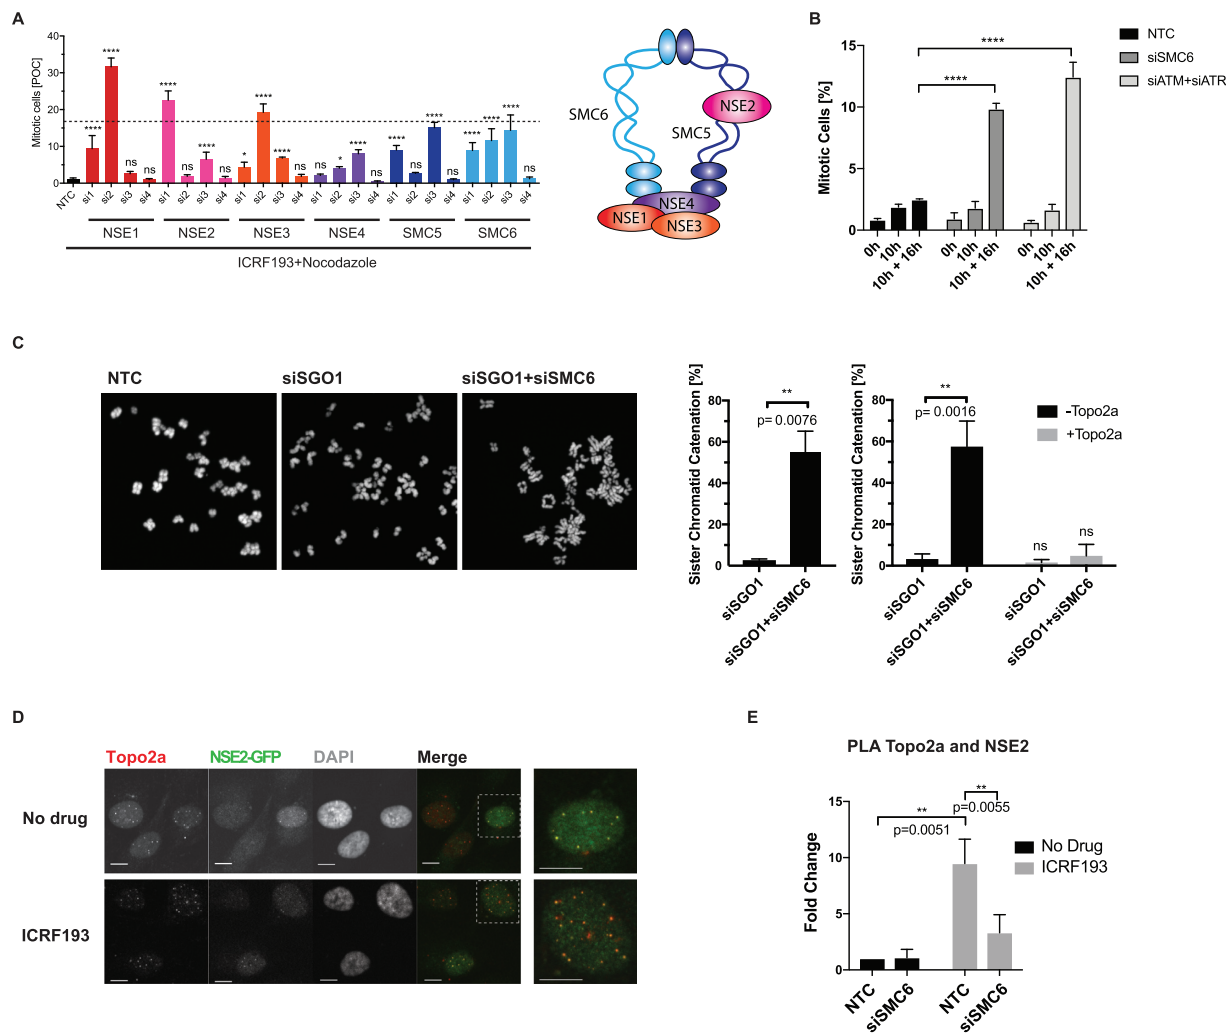 A
Mitotic cells [POC]
40
30
20
10
0
**** **** ns ns
**** ns **** ns
* **** **** ns
ns * **** ns
**** ns **** ns
**** **** **** ns
NTC si1 si2 si3 si4 si1 si2 si3 si4 si1 si2 si3 si4 si1 si2 si3 si4 si1 si2 si3 si4 si1 si2 si3 si4
NSE1 NSE2 NSE3 NSE4 SMC5 SMC6
ICRF193+Nocodazole
SMC6
SMC5
NSE2
NSE4
NSE1
NSE3
B
Mitotic Cells [%]
15
10
5
0
****
****
NTC
siSMC6
siATM+siATR
0h 10h 10h + 16h 0h 10h 10h + 16h 0h 10h 10h + 16h
C
NTC siSGO1 siSGO1+siSMC6
Sister Chromatid Catenation [%]
80
60
40
20
0
**
p= 0.0076
siSGO1 siSGO1+siSMC6
Sister Chromatid Catenation [%]
80
60
40
20
0
**
p= 0.0016
ns ns
-Topo2a
+Topo2a
siSGO1 siSGO1+siSMC6 siSGO1 siSGO1+siSMC6
D
Topo2a NSE2-GFP DAPI Merge
No drug
ICRF193
E
PLA Topo2a and NSE2
Fold Change
15
10
5
0
**
p=0.0051
**
p=0.0055
No Drug
ICRF193
NTC siSMC6 NTC siSMC6